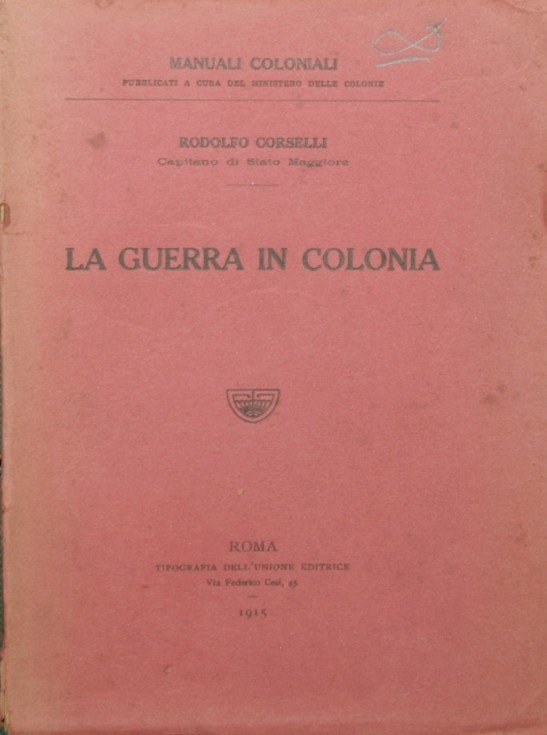 MANUALI COLONIALI
PUBBLICATI A CURA DEL MINISTERO DELLE COLONIE
RODOLFO CORSELLI
Capitano di Stato Maggiore
LA GUERRA IN COLONIA
ROMA
TIPOGRAFIA DELL'UNIONE EDITRICE
Via Federico Cesi, 45
1915